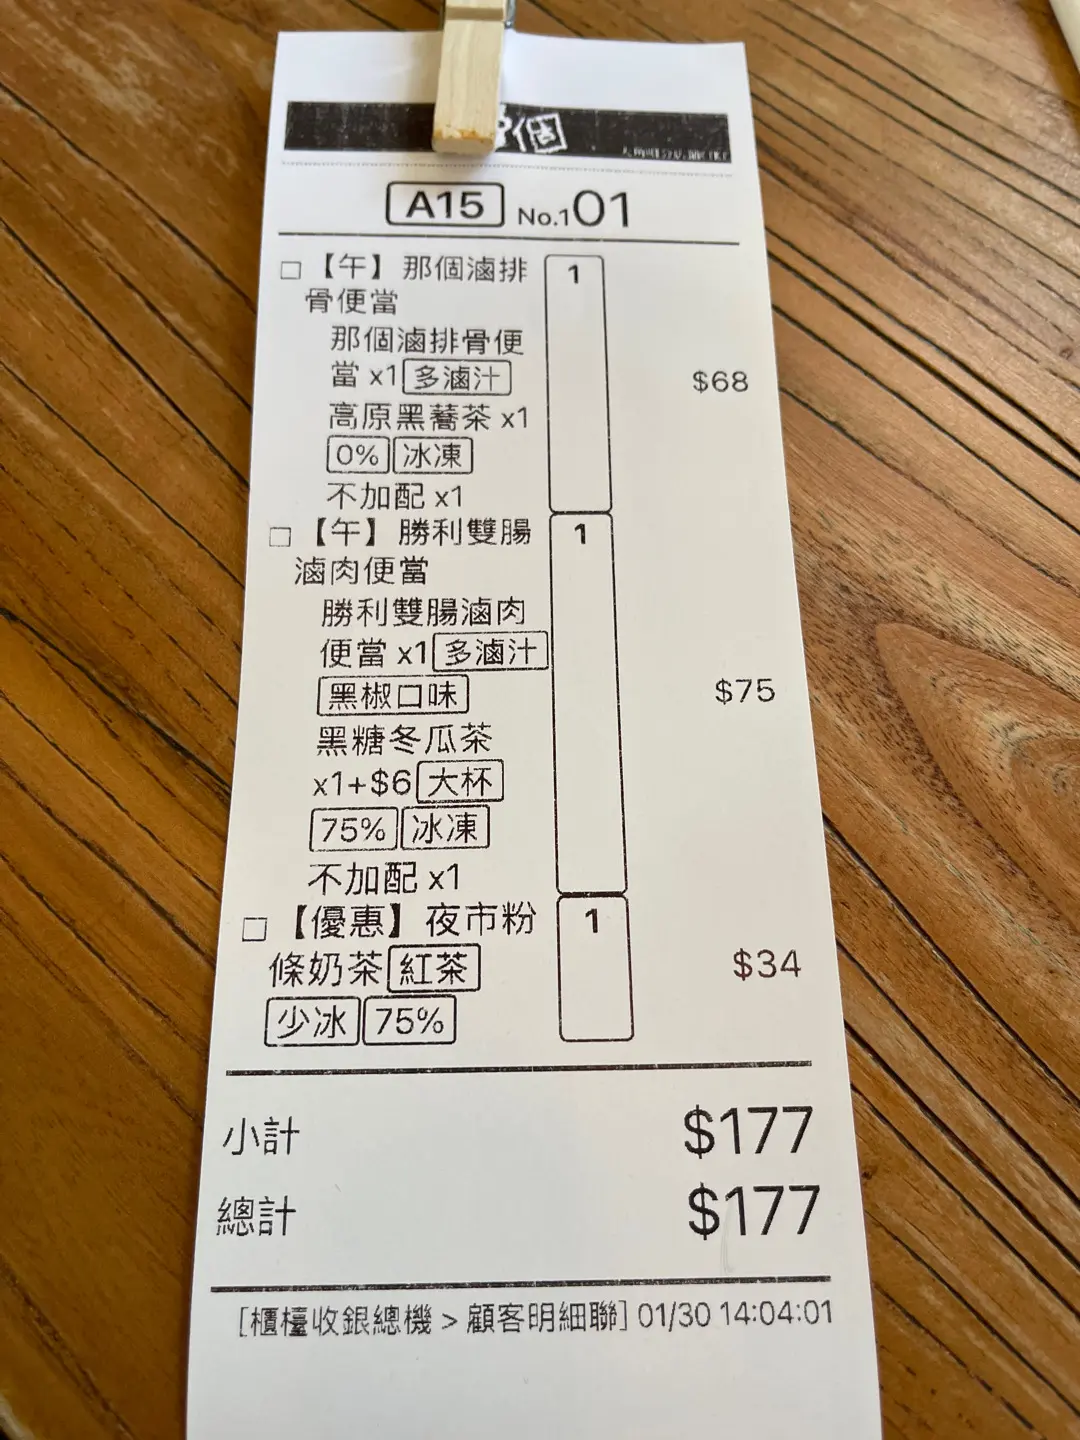 個
A15 No.101
【午】那個滷排 1
骨便當
那個滷排骨便
當 x1 多滷汁 $68
高原黑蕎茶 x1
0% 冰凍
不加配 x1
【午】勝利雙腸 1
滷肉便當
勝利雙腸滷肉
便當 x1 多滷汁
黑椒口味 $75
黑糖冬瓜茶
x1+$6 大杯
75% 冰凍
不加配 x1
【優惠】夜市粉 1
條奶茶 紅茶 $34
少冰 75%
小計 $177
總計 $177
[櫃檯收銀總機 > 顧客明細聯] 01/30 14:04:01